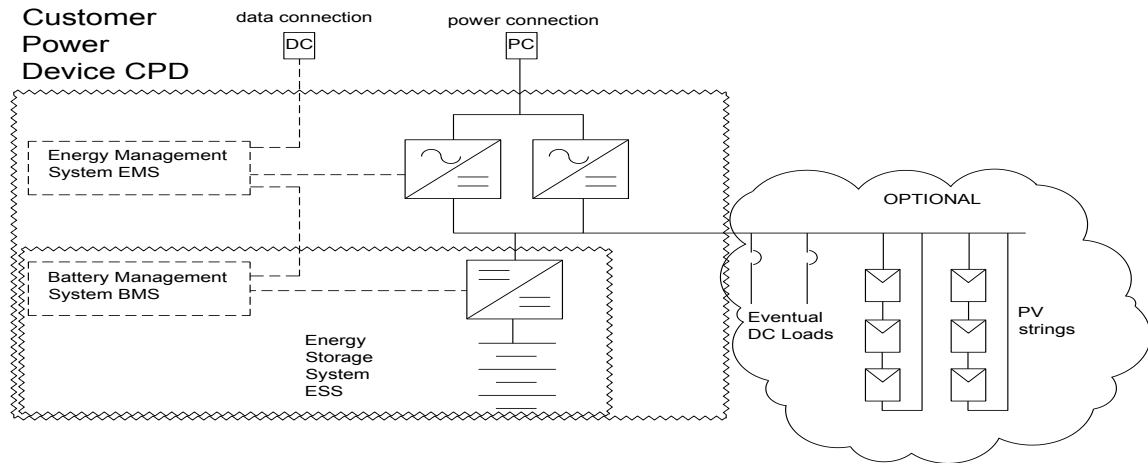 Customer
Power
Device CPD
data connection
power connection
DC
PC
Energy Management
System EMS
OPTIONAL
Battery Management
System BMS
Eventual
DC Loads
PV
strings
Energy
Storage
System
ESS